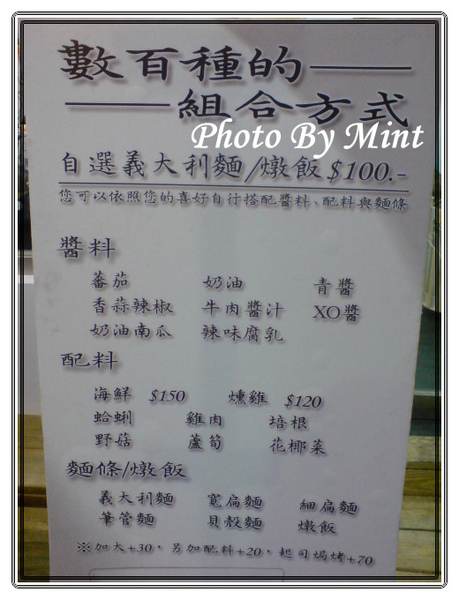 數百種的——
——組合方式
Photo By Mint
自選義大利麵/燉飯 $100.-
您可以依照您的喜好自行搭配醬料、配料與麵條
醬料
蕃茄 奶油 青醬
香蒜辣椒 牛肉醬汁 XO醬
奶油南瓜 辣味腐乳
配料
海鮮 $150 燻雞 $120
蛤蜊 雞肉 培根
野菇 蘆筍 花椰菜
麵條/燉飯
義大利麵 寬扁麵 細扁麵
筆管麵 貝殼麵 燉飯
※加大+30，另加配料+20，起司焗烤+70